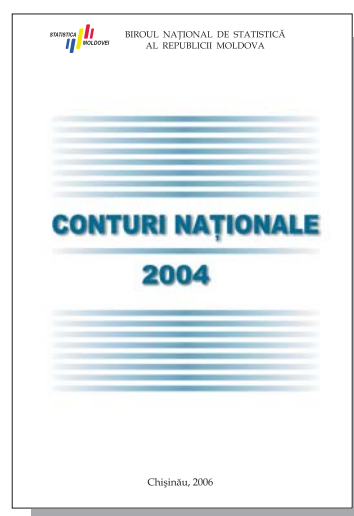 STATISTICA
MOLDOVEI
BIROUL NAȚIONAL DE STATISTICĂ
AL REPUBLICII MOLDOVA
CONTURI NAȚIONALE
2004
Chișinău, 2006